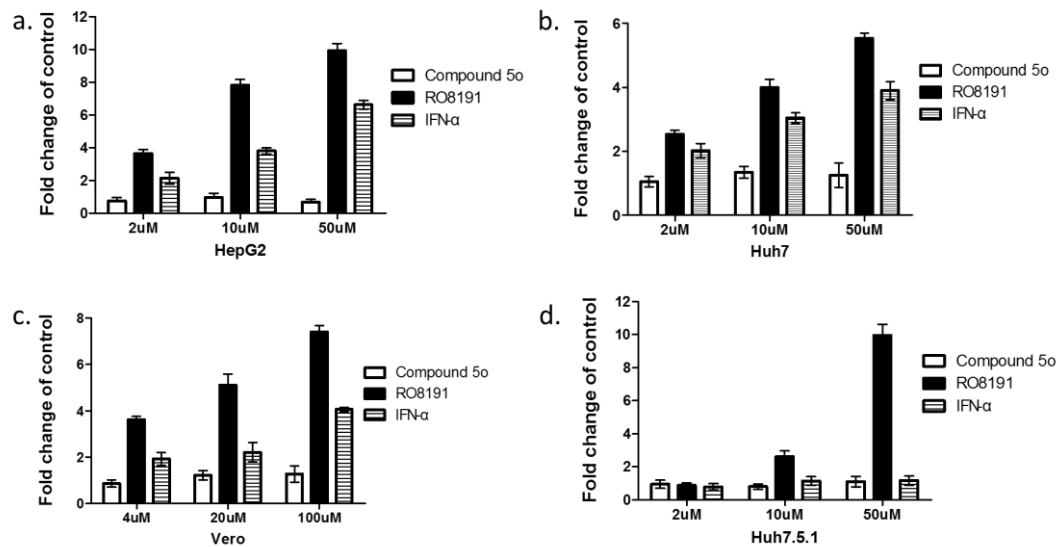 a.
Fold change of control
12
10
8
6
4
2
0
2uM 10uM 50uM
HepG2
Compound 5o
RO8191
IFN-α
b.
Fold change of control
6
4
2
0
2uM 10uM 50uM
Huh7
Compound 5o
RO8191
IFN-α
c.
Fold change of control
8
6
4
2
0
4uM 20uM 100uM
Vero
Compound 5o
RO8191
IFN-α
d.
Fold change of control
12
10
8
6
4
2
0
2uM 10uM 50uM
Huh7.5.1
Compound 5o
RO8191
IFN-α